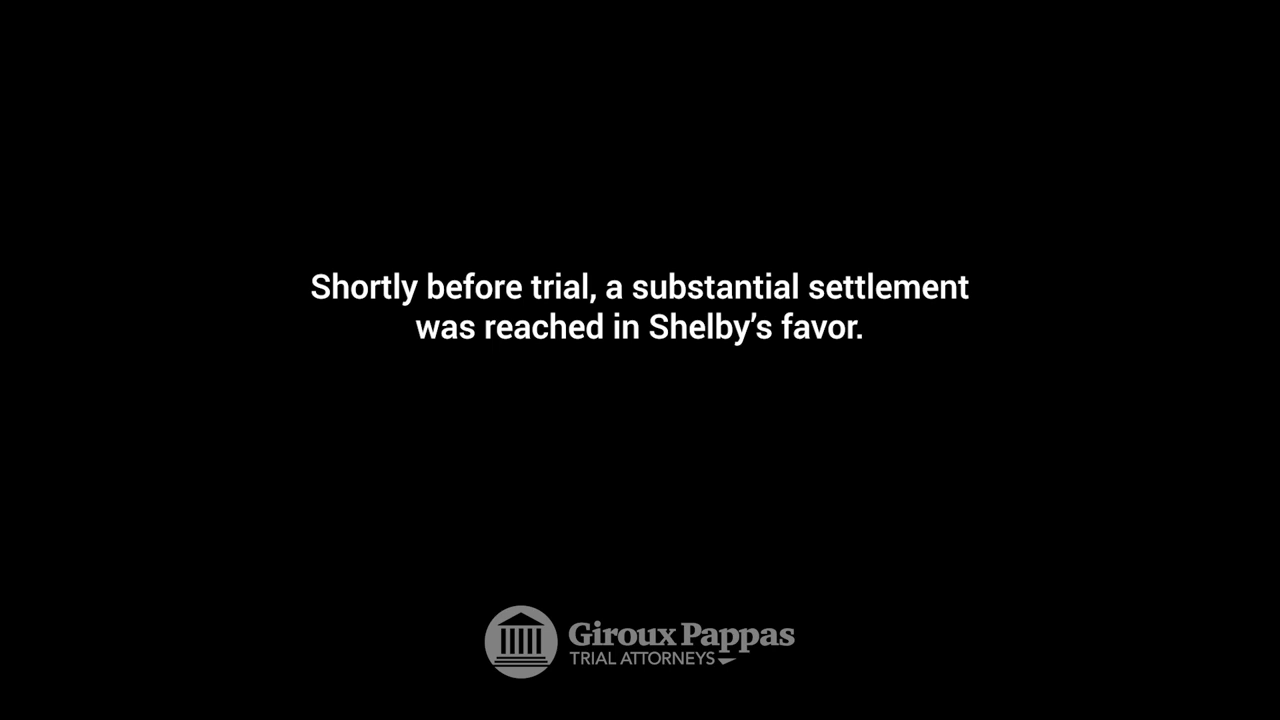 Shortly before trial, a substantial settlement
was reached in Shelby’s favor.
Giroux Pappas
TRIAL ATTORNEYS